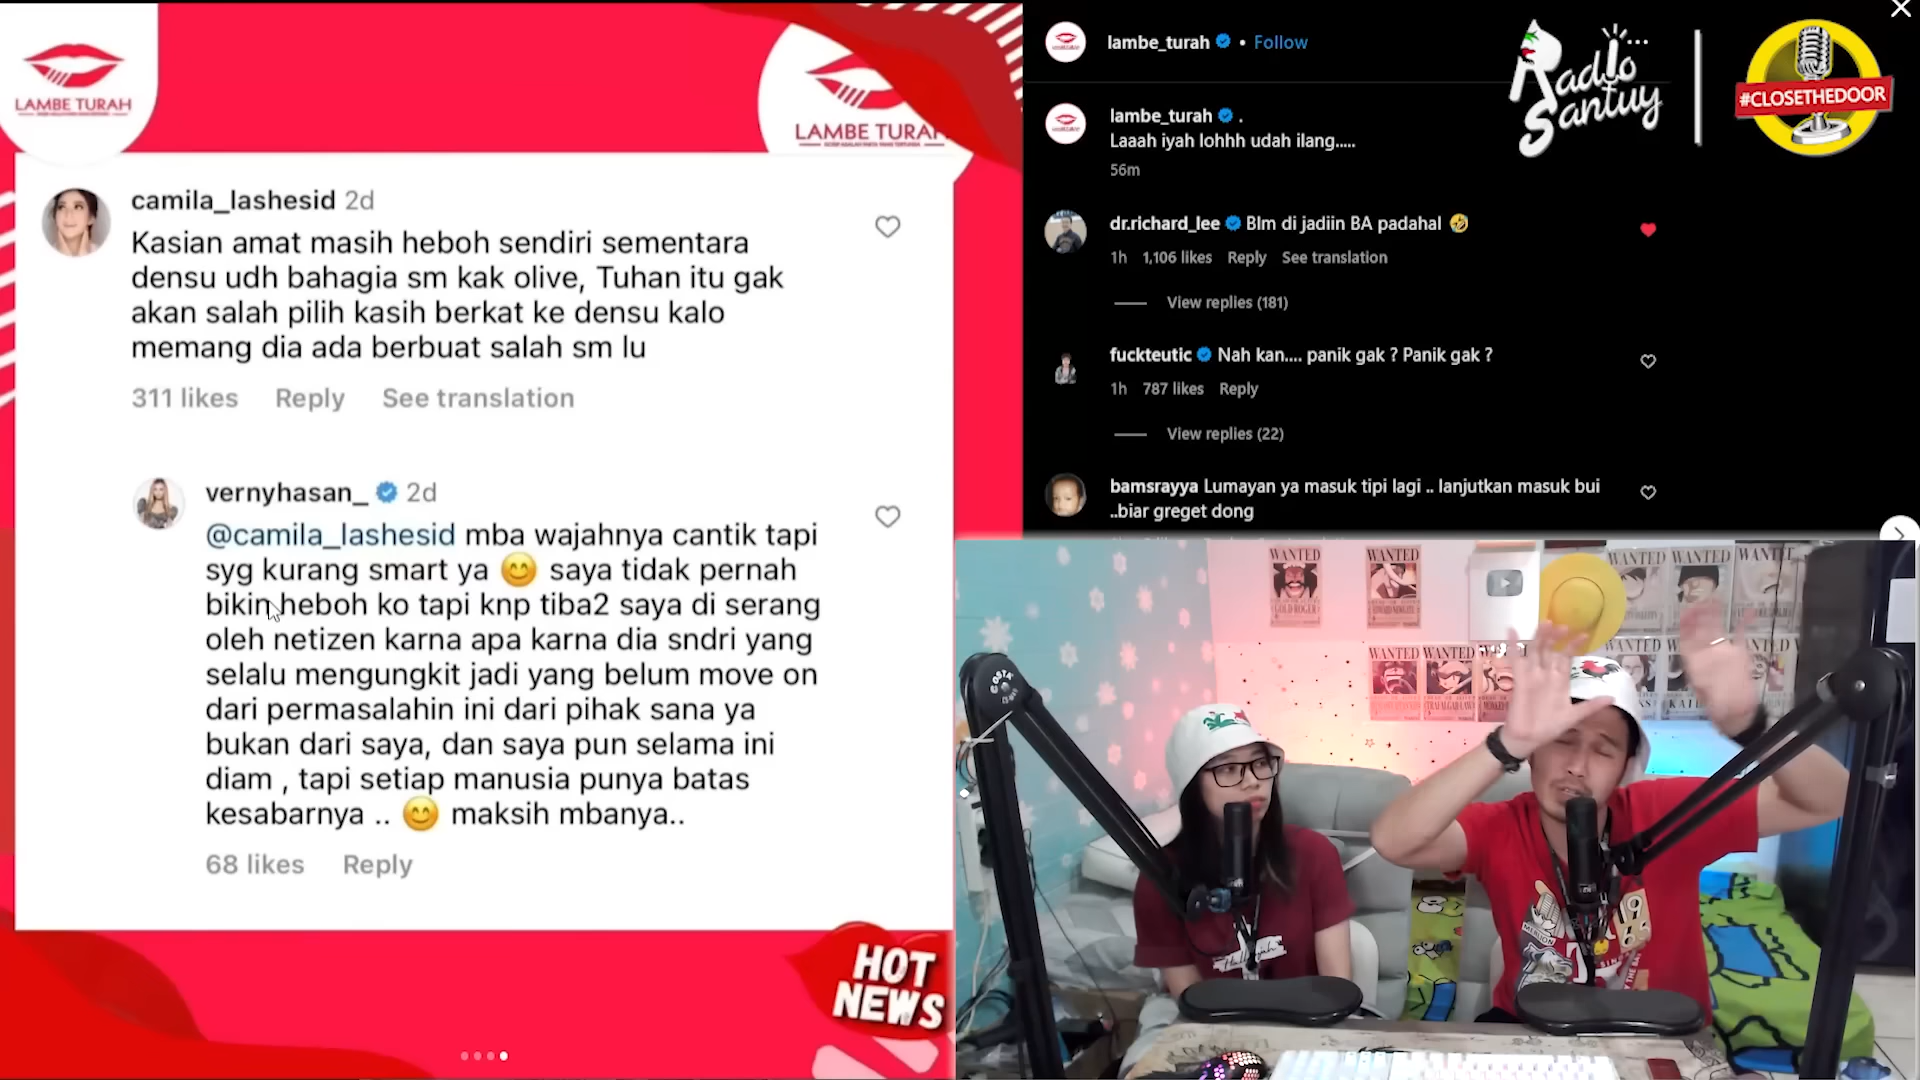 LAMBE TURAH
LAMBE TURAH
camila_lashesid 2d
Kasian amat masih heboh sendiri sementara
densu udh bahagia sm kak olive, Tuhan itu gak
akan salah pilih kasih berkat ke densu kalo
memang dia ada berbuat salah sm lu
311 likes Reply See translation
vernyhasan_ 2d
@camila_lashesid mba wajahnya cantik tapi
syg kurang smart ya 😊 saya tidak pernah
bikin heboh ko tapi knp tiba2 saya di serang
oleh netizen karna apa karna dia sndri yang
selalu mengungkit jadi yang belum move on
dari permasalahin ini dari pihak sana ya
bukan dari saya, dan saya pun selama ini
diam , tapi setiap manusia punya batas
kesabarnya .. 😊 maksih mbanya..
68 likes Reply
HOT
NEWS
lambe_turah • Follow
Radio
Santuy
#CLOSETHEDOOR
lambe_turah .
Laaah iyah lohhh udah ilang.....
56m
dr.richard_lee Blm di jadiin BA padahal 🤣
1h 1,106 likes Reply See translation
View replies (181)
fuckteutic Nah kan.... panik gak ? Panik gak ?
1h 787 likes Reply
View replies (22)
bamsrayya Lumayan ya masuk tipi lagi .. lanjutkan masuk bui
..biar greget dong
WANTED
GOLD ROGER
WANTED
WANTED
WANTED
WANTED
WANTED
WANTED
COSTA